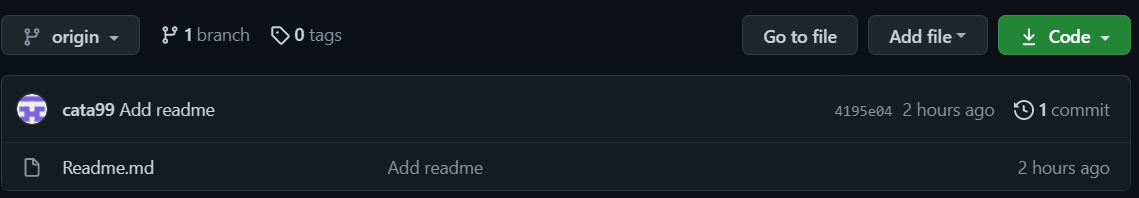 origin 1 branch 0 tags Go to file Add file Code
cata99 Add readme 4195e04 2 hours ago 1 commit
Readme.md Add readme 2 hours ago